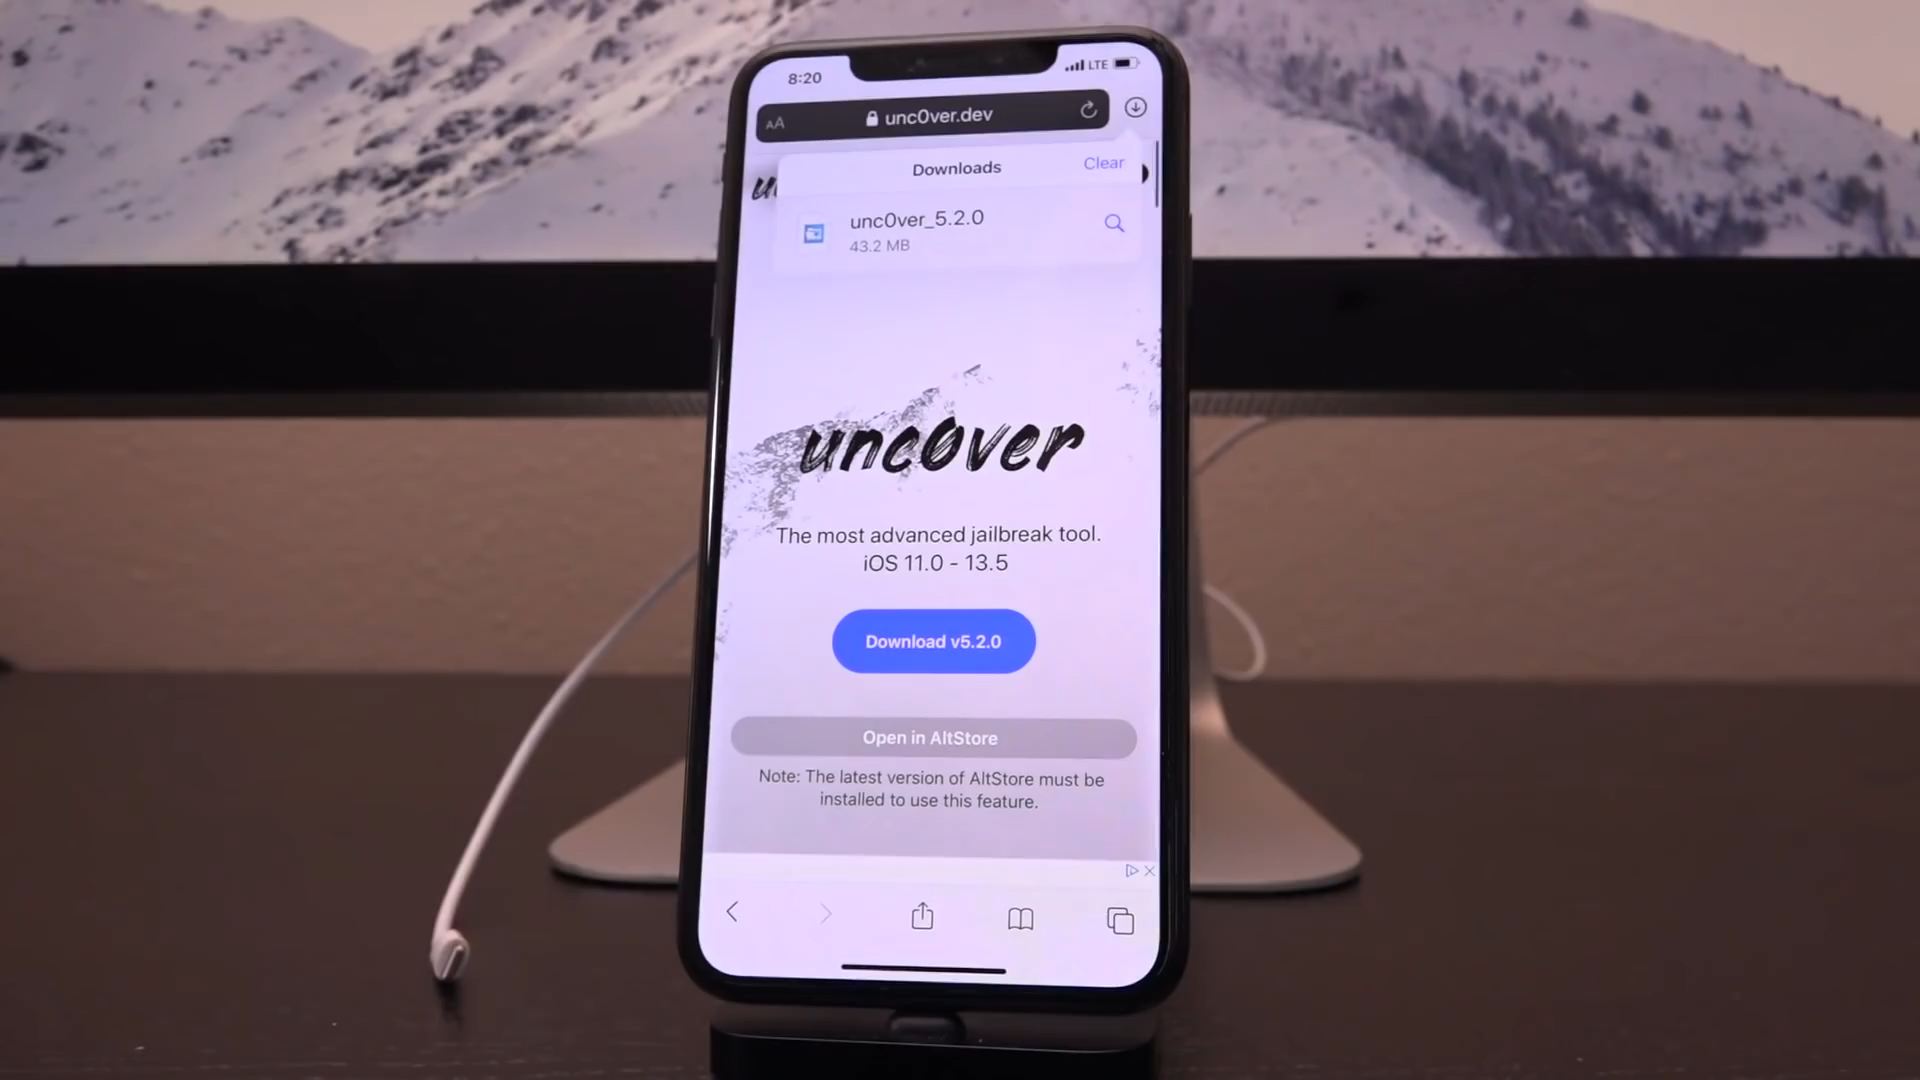 8:20
LTE
AA
unc0ver.dev
Downloads
Clear
unc0ver_5.2.0
43.2 MB
unc0ver
The most advanced jailbreak tool.
iOS 11.0 - 13.5
Download v5.2.0
Open in AltStore
Note: The latest version of AltStore must be
installed to use this feature.